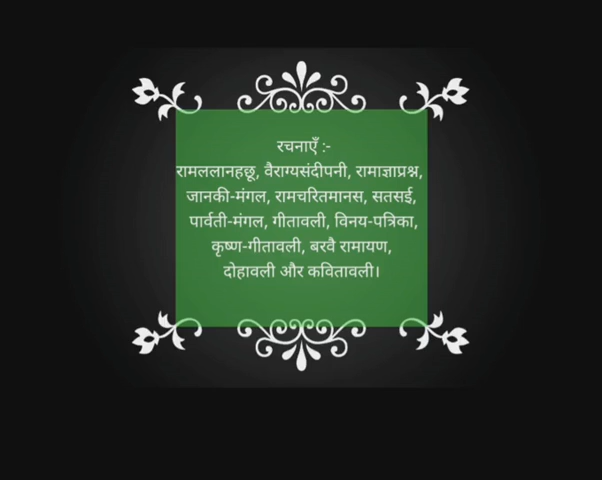 रचनाएँ :-
रामललानहछू, वैराग्यसंदीपनी, रामाज्ञाप्रश्न,
जानकी-मंगल, रामचरितमानस, सतसई,
पार्वती-मंगल, गीतावली, विनय-पत्रिका,
कृष्ण-गीतावली, बरवै रामायण,
दोहावली और कवितावली।